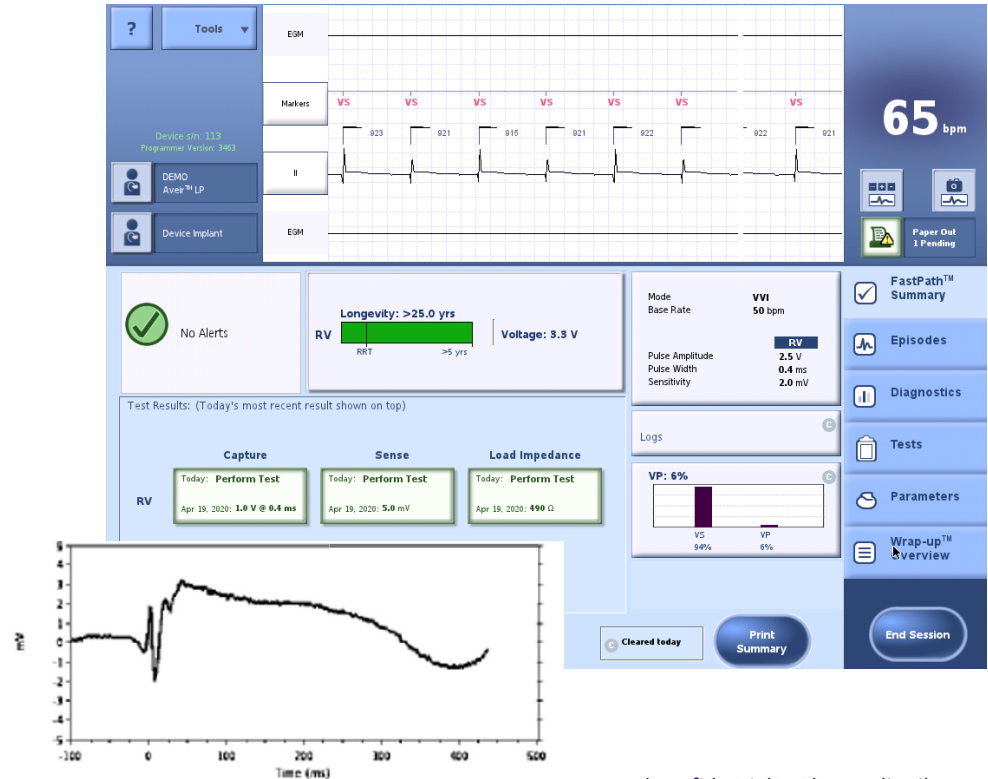 ?
Tools
EGM
Markers
VS VS VS VS VS VS VS
923 921 915 921 922 922 921
II
EGM
Device s/n: 113
Programmer Version: 3463
DEMO
Aveir™ LP
Device Implant
65 bpm
Paper Out
1 Pending
No Alerts
Longevity: >25.0 yrs
RV
Voltage: 3.3 V
RRT >5 yrs
Mode VVI
Base Rate 50 bpm
RV
Pulse Amplitude 2.5 V
Pulse Width 0.4 ms
Sensitivity 2.0 mV
FastPath™
Summary
Episodes
Diagnostics
Tests
Parameters
Wrap-up™
Overview
Test Results: (Today's most recent result shown on top)
Capture Sense Load Impedance
RV
Today: Perform Test
Apr 19, 2020: 1.0 V @ 0.4 ms
Today: Perform Test
Apr 19, 2020: 5.0 mV
Today: Perform Test
Apr 19, 2020: 490 Ω
Logs
C
VP: 6%
C
VS VP
94% 6%
C Cleared today
Print
Summary
End Session
mV
5
4
3
2
1
0
-1
-2
-3
-4
-5
-100 0 100 200 300 400 500
Time (ms)